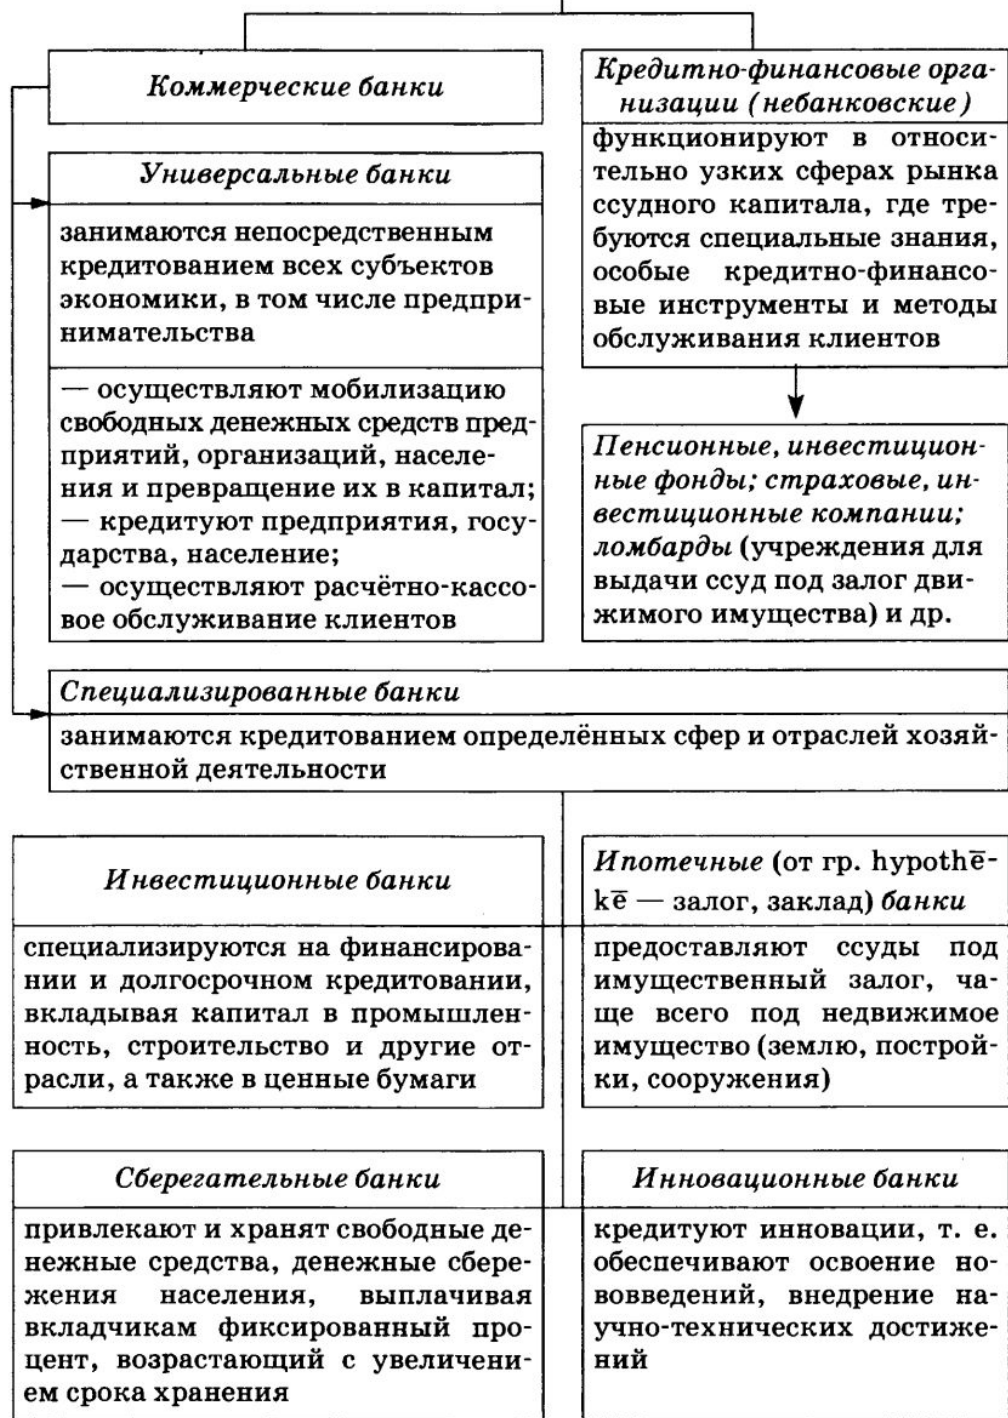 Коммерческие банки
Кредитно-финансовые орга-
низации (небанковские)
функционируют в относи-
тельно узких сферах рынка
ссудного капитала, где тре-
буются специальные знания,
особые кредитно-финансо-
вые инструменты и методы
обслуживания клиентов
Универсальные банки
занимаются непосредственным
кредитованием всех субъектов
экономики, в том числе предпри-
нимательства
— осуществляют мобилизацию
свободных денежных средств пред-
приятий, организаций, населе-
ния и превращение их в капитал;
— кредитуют предприятия, госу-
дарства, население;
— осуществляют расчётно-кассо-
вое обслуживание клиентов
Пенсионные, инвестицион-
ные фонды; страховые, ин-
вестиционные компании;
ломбарды (учреждения для
выдачи ссуд под залог дви-
жимого имущества) и др.
Специализированные банки
занимаются кредитованием определённых сфер и отраслей хозяй-
ственной деятельности
Инвестиционные банки
специализируются на финансирова-
нии и долгосрочном кредитовании,
вкладывая капитал в промышлен-
ность, строительство и другие от-
расли, а также в ценные бумаги
Ипотечные (от гр. hypothē-
kē — залог, заклад) банки
предоставляют ссуды под
имущественный залог, ча-
ще всего под недвижимое
имущество (землю, построй-
ки, сооружения)
Сберегательные банки
привлекают и хранят свободные де-
нежные средства, денежные сбере-
жения населения, выплачивая
вкладчикам фиксированный про-
цент, возрастающий с увеличени-
ем срока хранения
Инновационные банки
кредитуют инновации, т. е.
обеспечивают освоение но-
вовведений, внедрение на-
учно-технических достиже-
ний